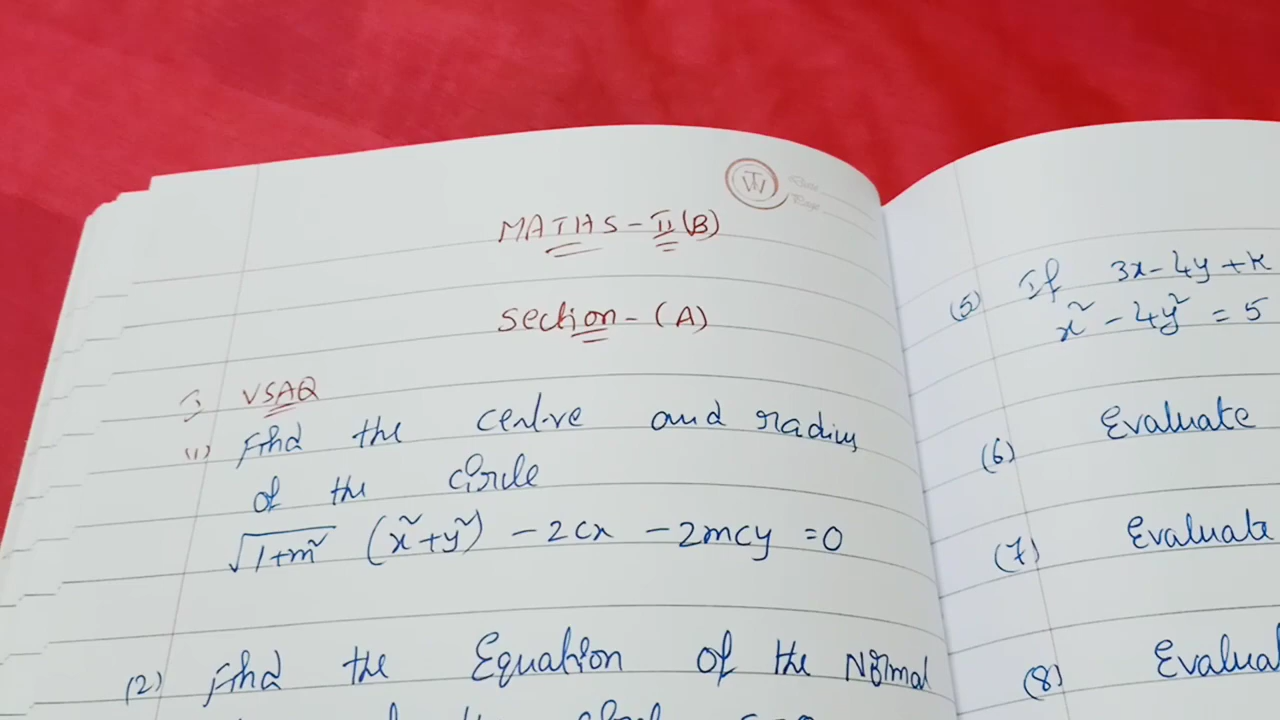 MATHS - II (B)
Section - (A)
I) VSAQ
(1) Find the centre and radius
of the circle
√1+m² (x²+y²) - 2cx - 2mcy = 0
(2) Find the Equation of the Normal
(5) If 3x - 4y + k
x² - 4y² = 5
(6) Evaluate
(7) Evaluate
(8) Evalua